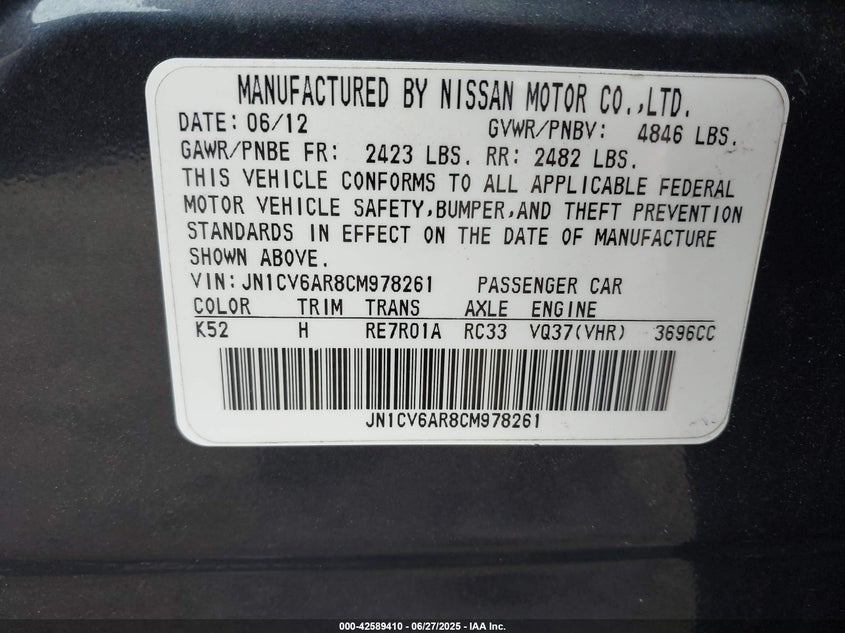 MANUFACTURED BY NISSAN MOTOR CO.,LTD.
DATE: 06/12 GVWR/PNBV: 4846 LBS.
GAWR/PNBE FR: 2423 LBS. RR: 2482 LBS.
THIS VEHICLE CONFORMS TO ALL APPLICABLE FEDERAL
MOTOR VEHICLE SAFETY,BUMPER,AND THEFT PREVENTION
STANDARDS IN EFFECT ON THE DATE OF MANUFACTURE
SHOWN ABOVE.
VIN:JN1CV6AR8CM978261 PASSENGER CAR
COLOR TRIM TRANS AXLE ENGINE
K52 H RE7R01A RC33 VQ37(VHR) 3696CC
JN1CV6AR8CM978261
000-42589410 | 06/27/2025 - IAA Inc.